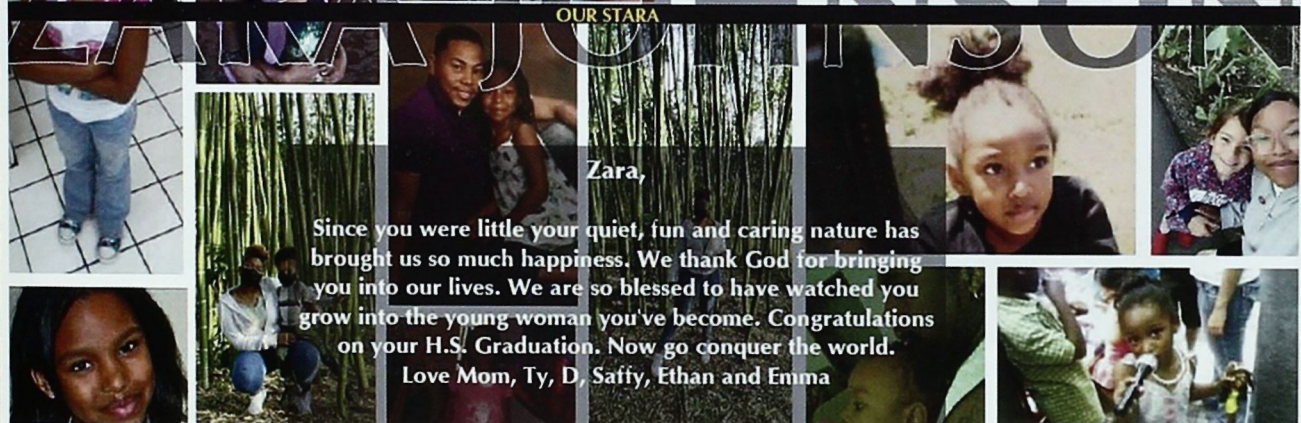 OUR STARA
ZARA JOHNSON
Zara,
Since you were little your quiet, fun and caring nature has
brought us so much happiness. We thank God for bringing
you into our lives. We are so blessed to have watched you
grow into the young woman you've become. Congratulations
on your H.S. Graduation. Now go conquer the world.
Love Mom, Ty, D, Saffy, Ethan and Emma